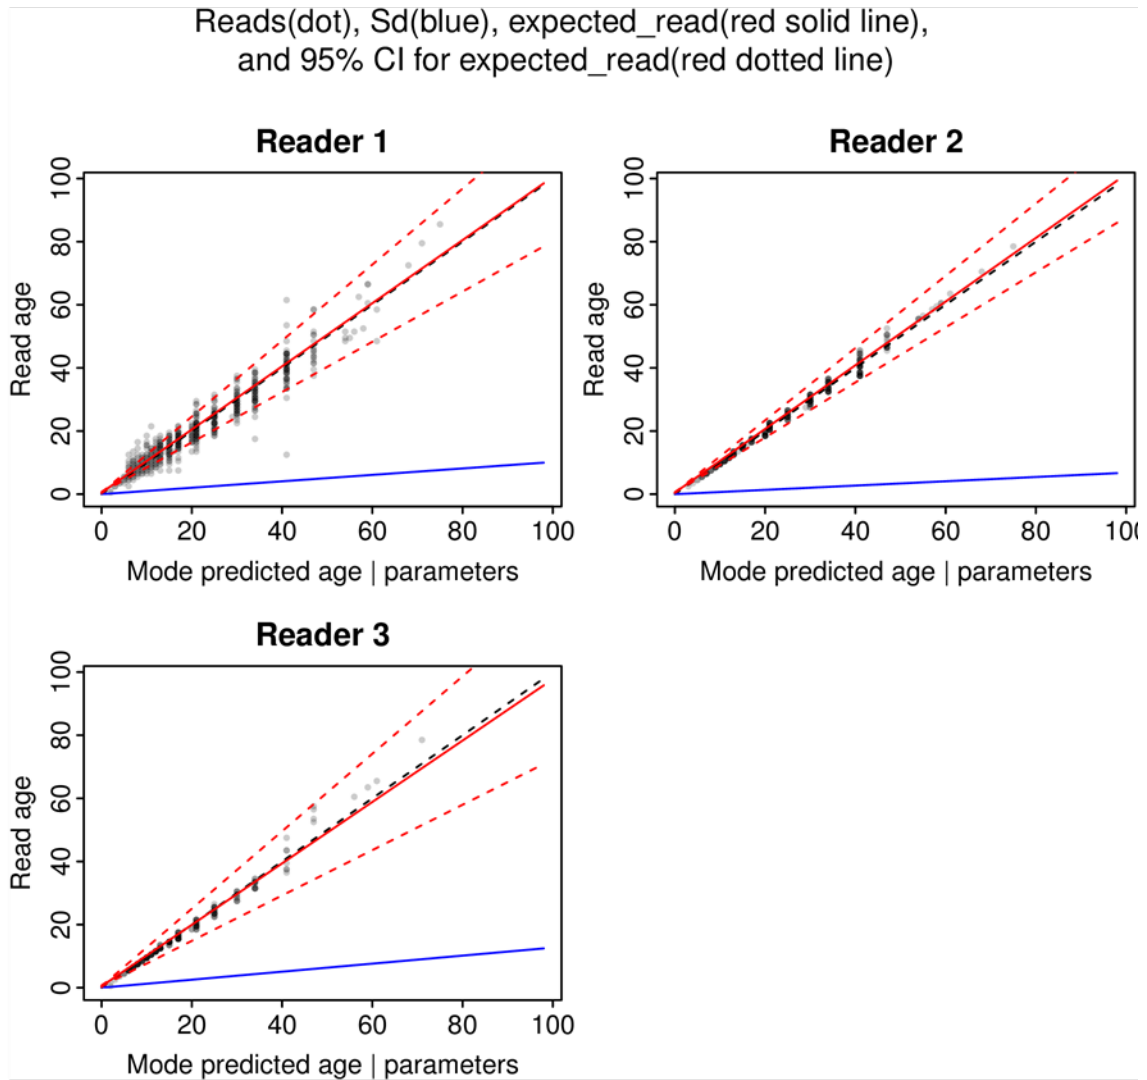 Reads(dot), Sd(blue), expected_read(red solid line),
and 95% CI for expected_read(red dotted line)
Reader 1
Read age
0 20 40 60 80 100
0 20 40 60 80 100
Mode predicted age | parameters
Reader 2
Read age
0 20 40 60 80 100
0 20 40 60 80 100
Mode predicted age | parameters
Reader 3
Read age
0 20 40 60 80 100
0 20 40 60 80 100
Mode predicted age | parameters